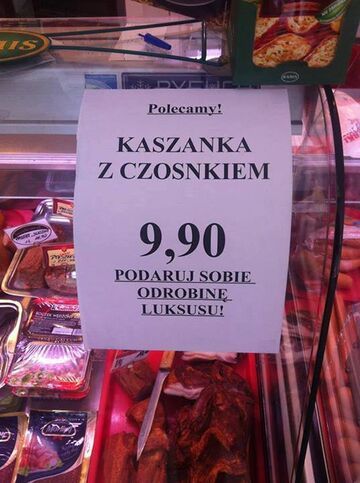 Polecamy!
KASZANKA
Z CZOSNKIEM
9,90
PODARUJ SOBIE
ODROBINĘ
LUKSUSU!